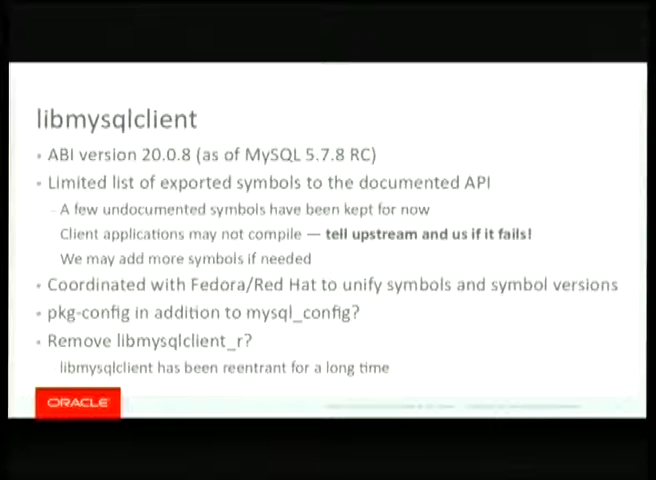 libmysqlclient
• ABI version 20.0.8 (as of MySQL 5.7.8 RC)
• Limited list of exported symbols to the documented API
– A few undocumented symbols have been kept for now
Client applications may not compile — tell upstream and us if it fails!
We may add more symbols if needed
• Coordinated with Fedora/Red Hat to unify symbols and symbol versions
• pkg-config in addition to mysql_config?
• Remove libmysqlclient_r?
libmysqlclient has been reentrant for a long time
ORACLE